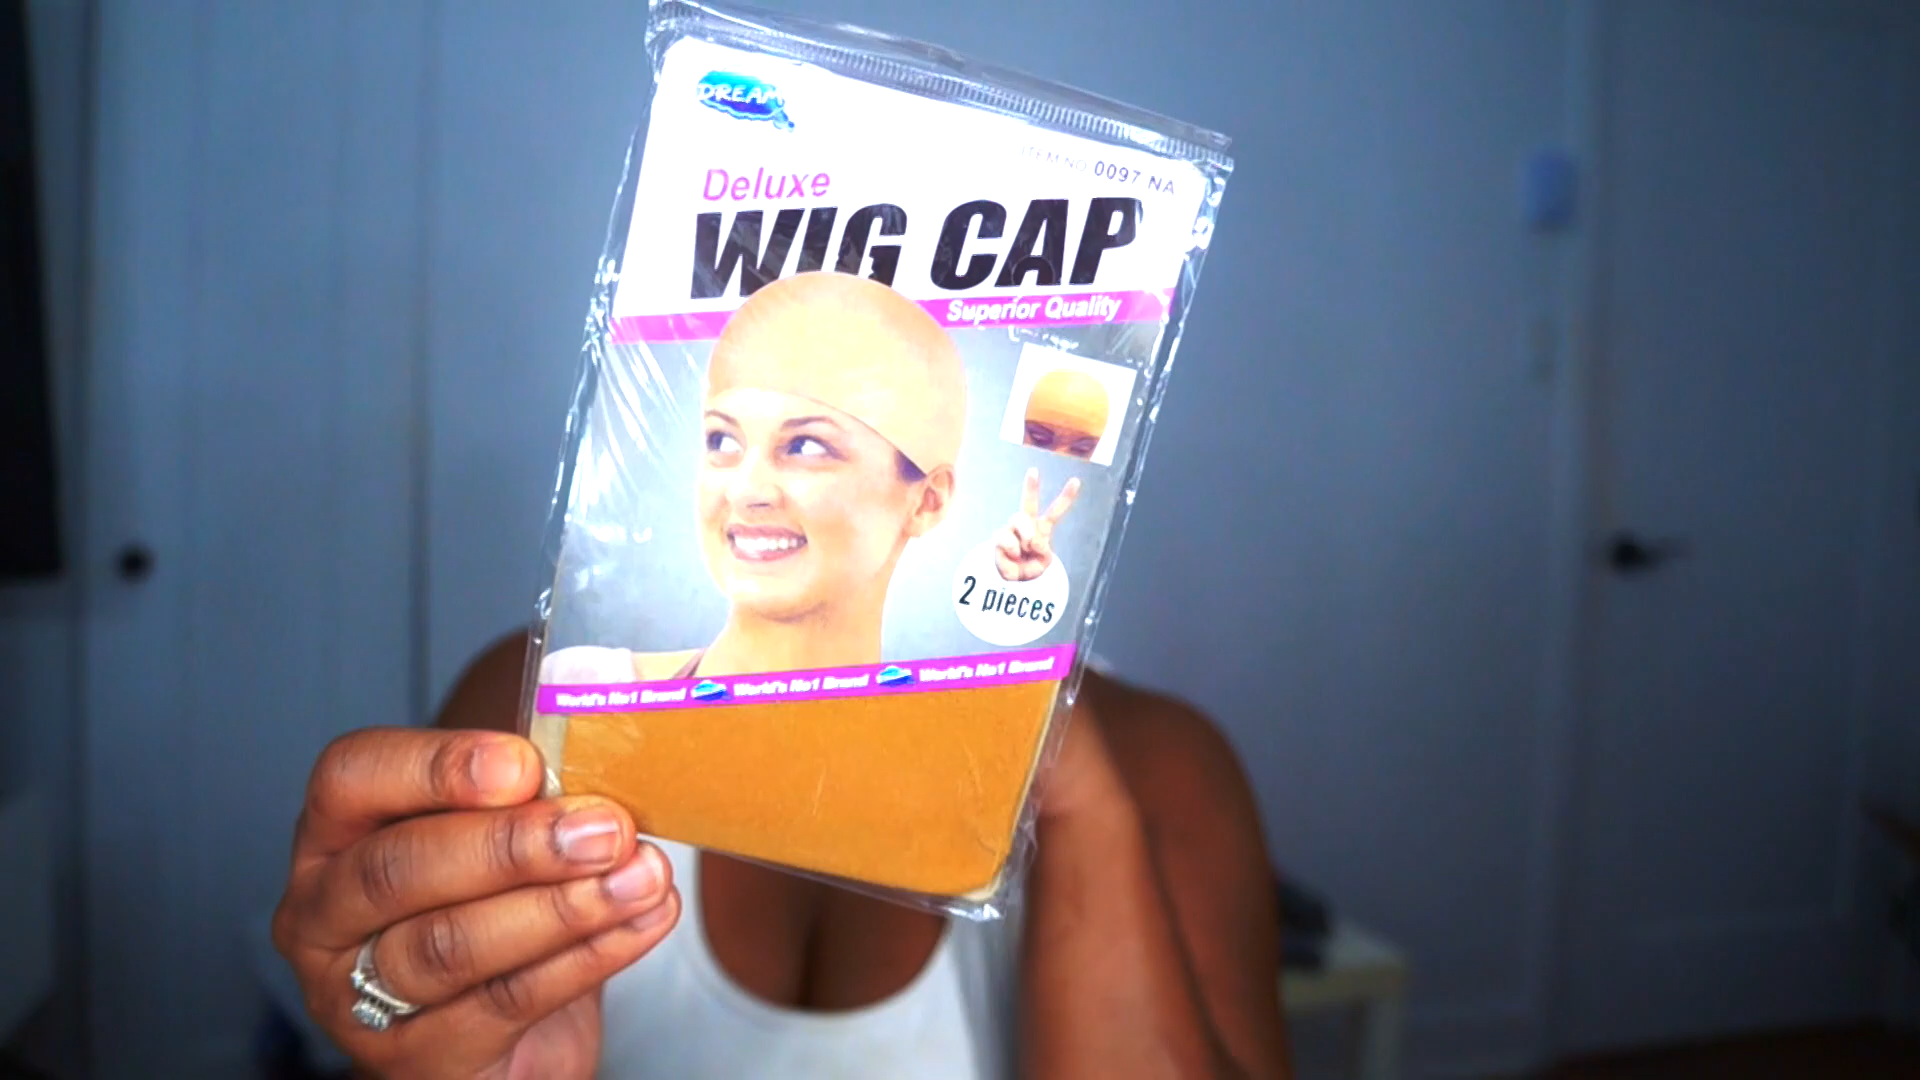 DREAM
ITEM NO. 0097 NA
Deluxe
WIG CAP
Superior Quality
2 pieces
World's No1 Brand World's No1 Brand World's No1 Brand